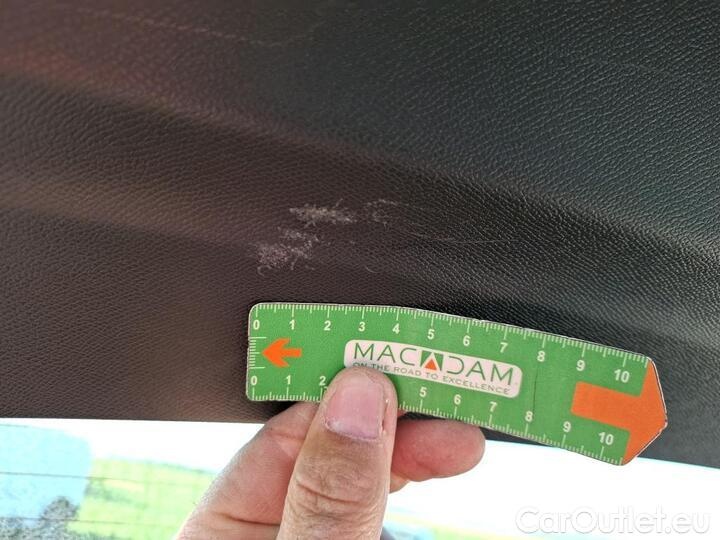 0 1 2 3 4 5 6 7 8 9 10
MACADAM
ON THE ROAD TO EXCELLENCE
0 1 2 5 6 7 8 9 10
CarOutlet.eu